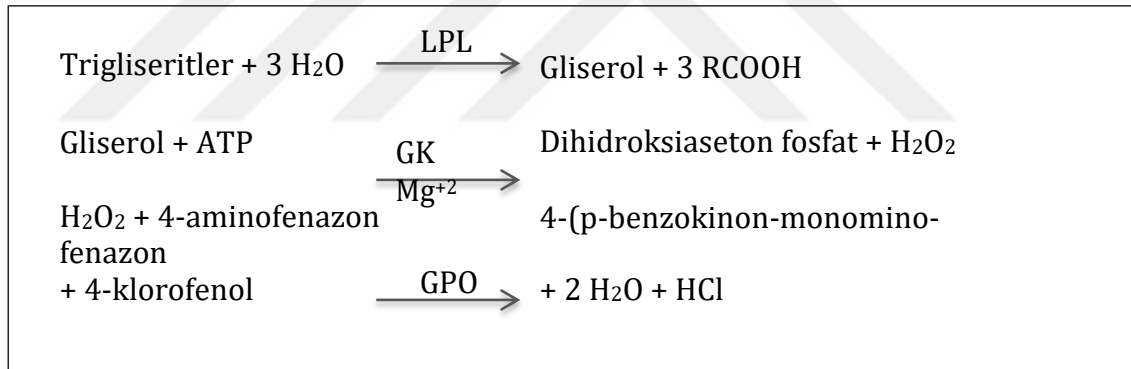 Trigliseritler + 3 H₂O LPL Gliserol + 3 RCOOH
Gliserol + ATP GK Mg⁺² Dihidroksiaseton fosfat + H₂O₂
H₂O₂ + 4-aminofenazon 4-(p-benzokinon-monomino-
fenazon
+ 4-klorofenol GPO + 2 H₂O + HCl